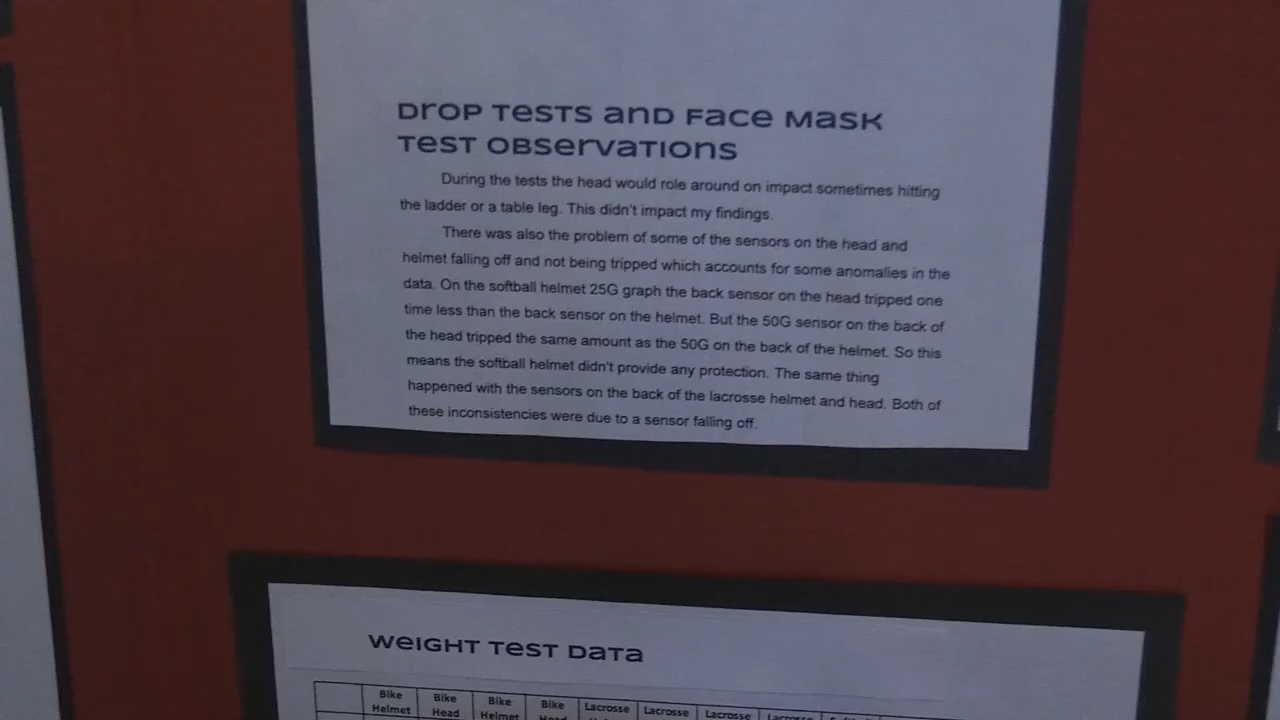 Drop Tests and Face Mask
Test Observations
During the tests the head would role around on impact sometimes hitting
the ladder or a table leg. This didn't impact my findings.
There was also the problem of some of the sensors on the head and
helmet falling off and not being tripped which accounts for some anomalies in the
data. On the softball helmet 25G graph the back sensor on the head tripped one
time less than the back sensor on the helmet. But the 50G sensor on the back of
the head tripped the same amount as the 50G on the back of the helmet. So this
means the softball helmet didn't provide any protection. The same thing
happened with the sensors on the back of the lacrosse helmet and head. Both of
these inconsistencies were due to a sensor falling off.
Weight Test Data
Bike Bike Bike Bike Lacrosse Lacrosse Lacrosse Lacrosse
Helmet Head Helmet Head